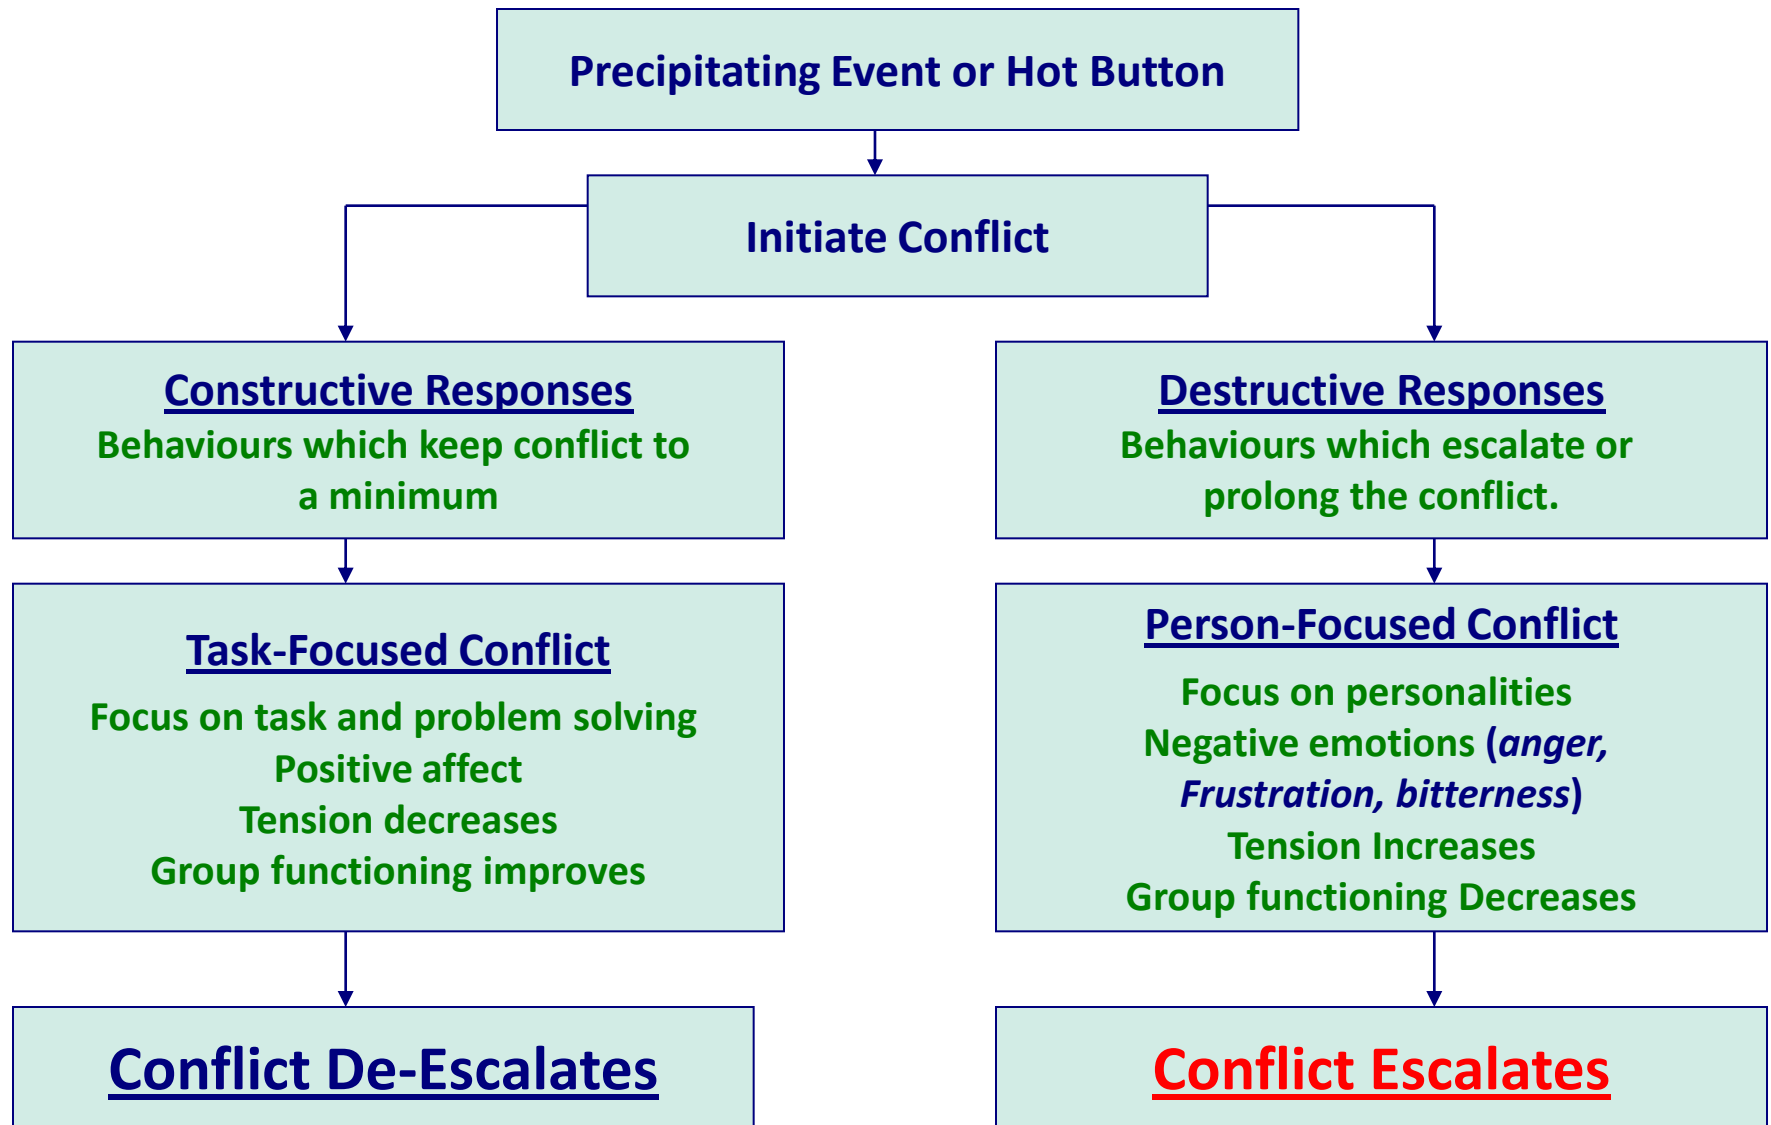 Precipitating Event or Hot Button
Initiate Conflict
Constructive Responses
Behaviours which keep conflict to
a minimum
Destructive Responses
Behaviours which escalate or
prolong the conflict.
Task-Focused Conflict
Focus on task and problem solving
Positive affect
Tension decreases
Group functioning improves
Person-Focused Conflict
Focus on personalities
Negative emotions (anger,
Frustration, bitterness)
Tension Increases
Group functioning Decreases
Conflict De-Escalates
Conflict Escalates